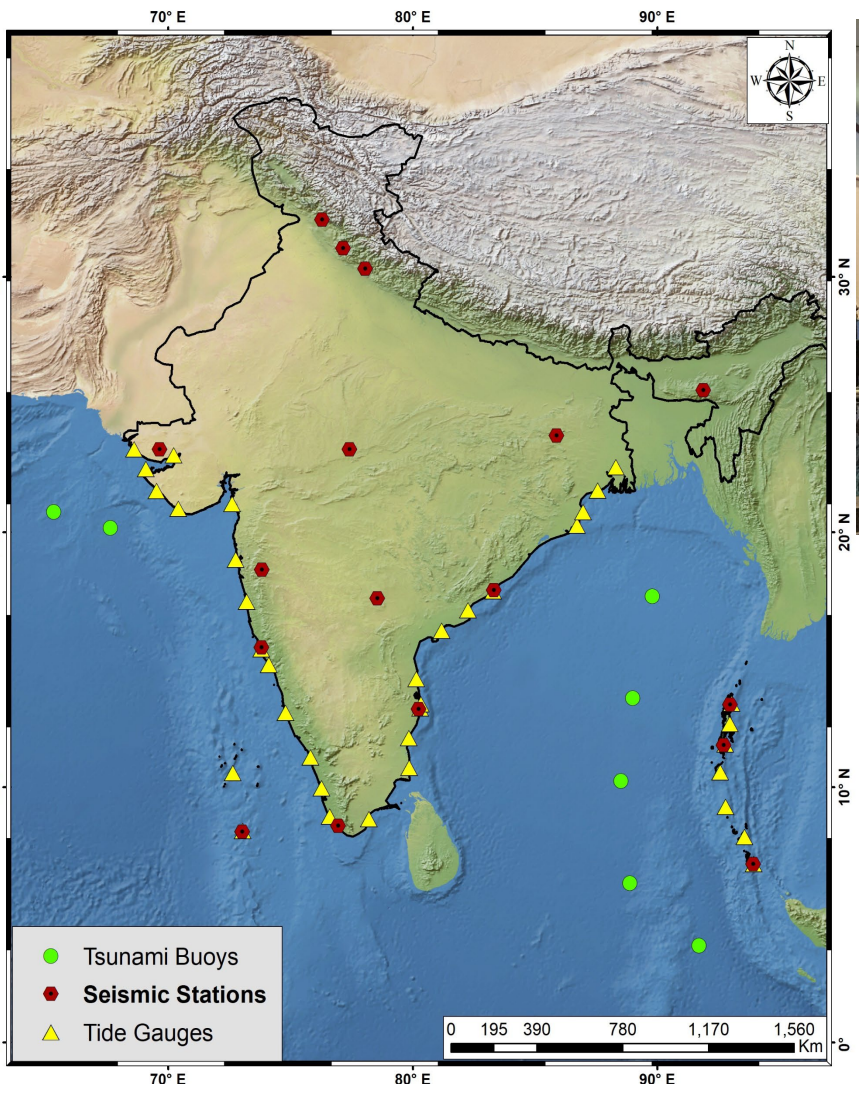 70° E 80° E 90° E
N
W E
S
30° N
20° N
10° N
0°
Tsunami Buoys
Seismic Stations
Tide Gauges
0 195 390 780 1,170 1,560
Km
70° E 80° E 90° E